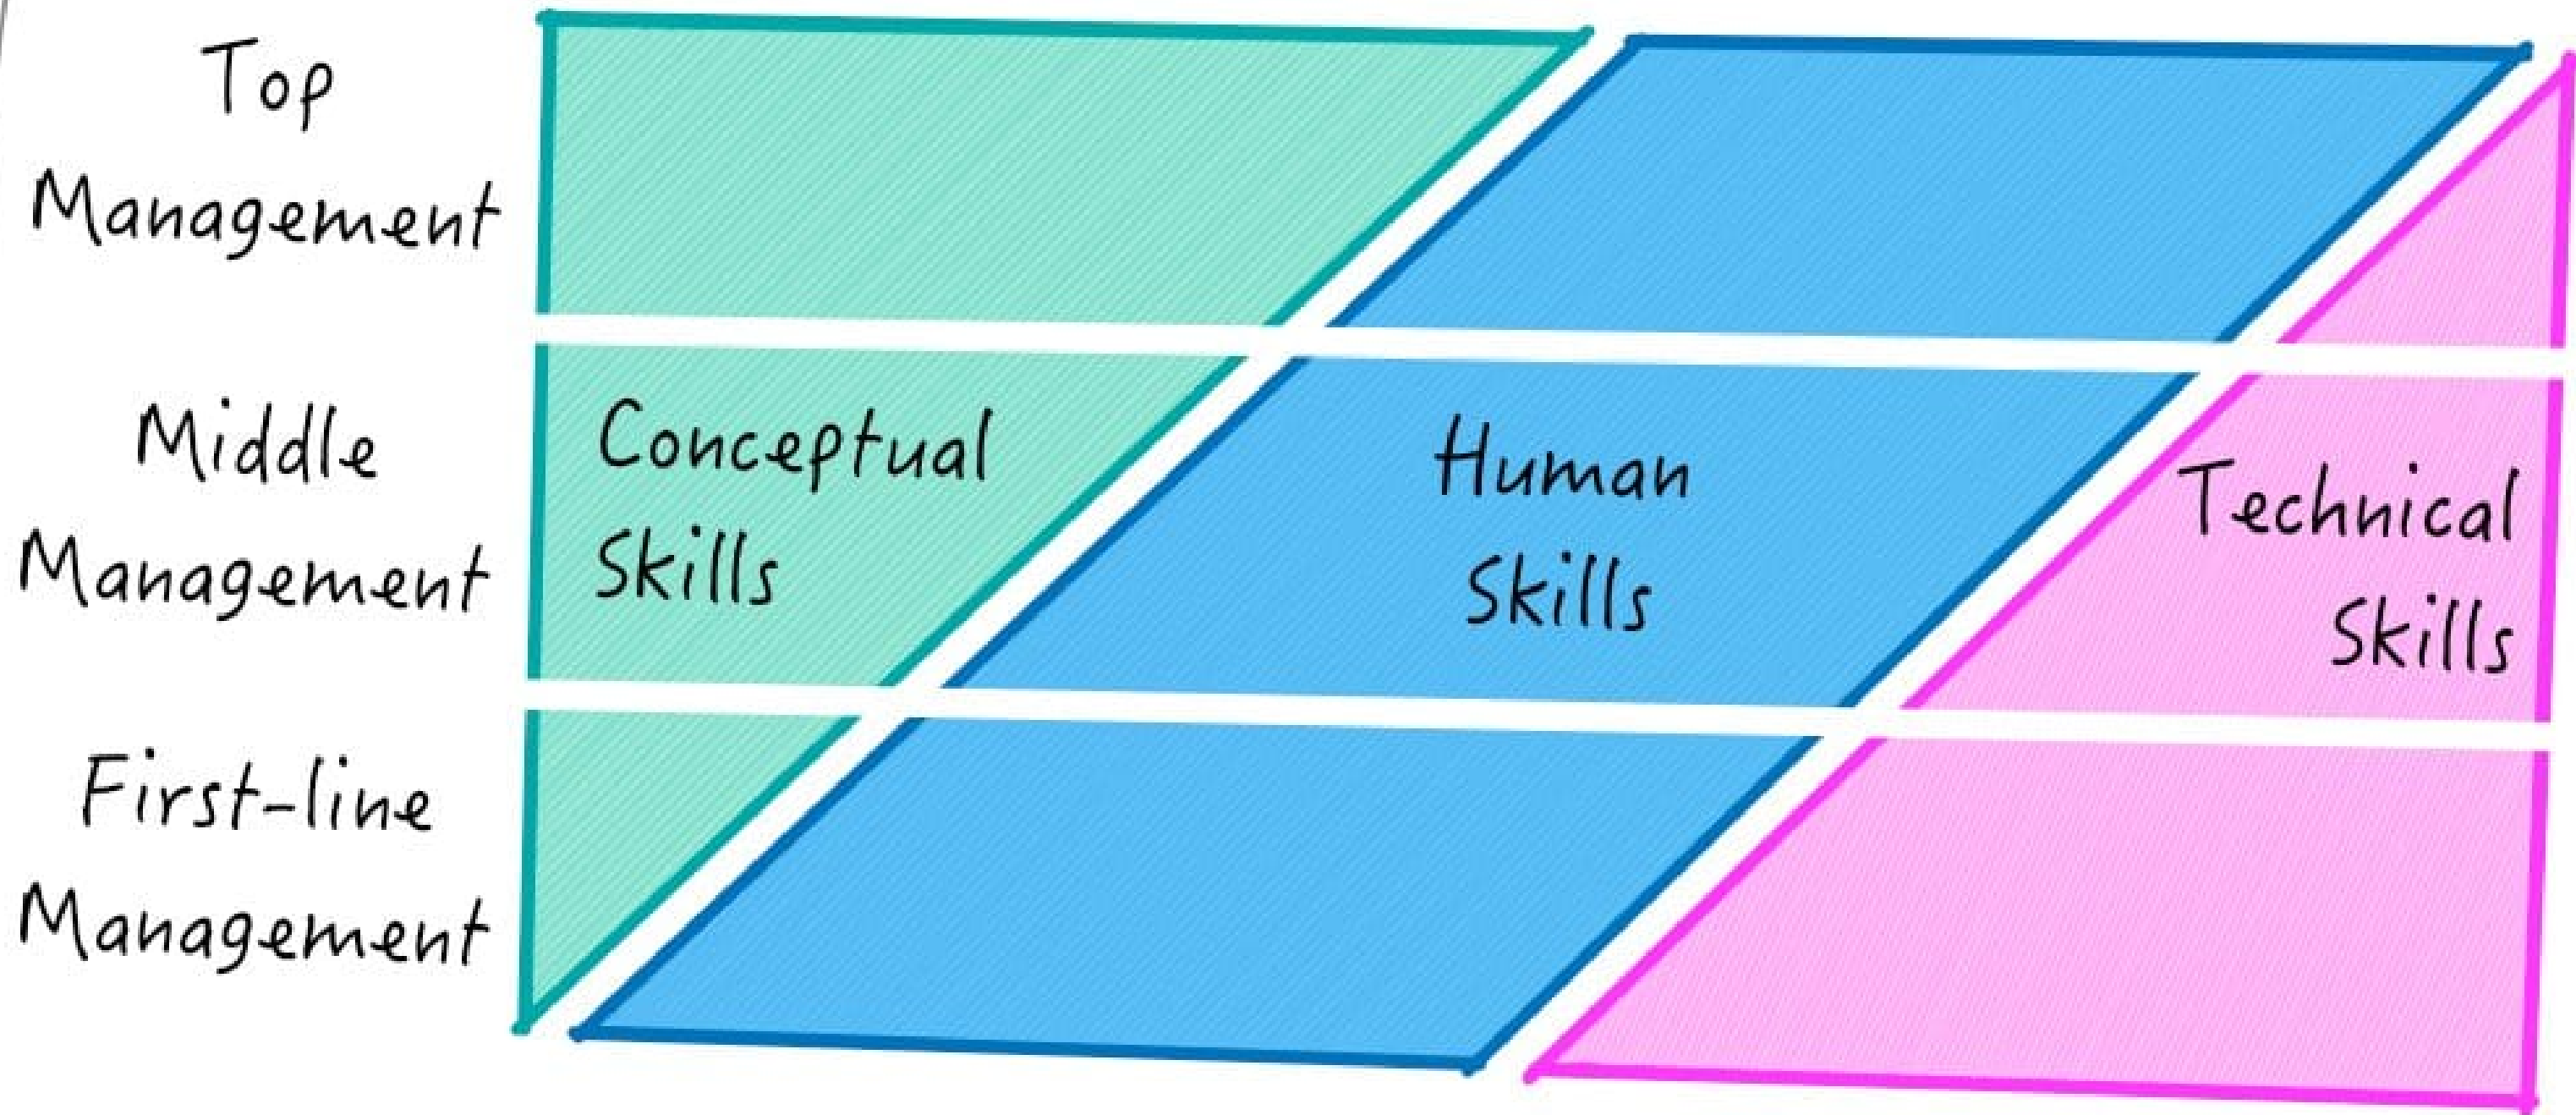 Top
Management
Middle
Management
Conceptual
Skills
Human
Skills
Technical
Skills
First-line
Management